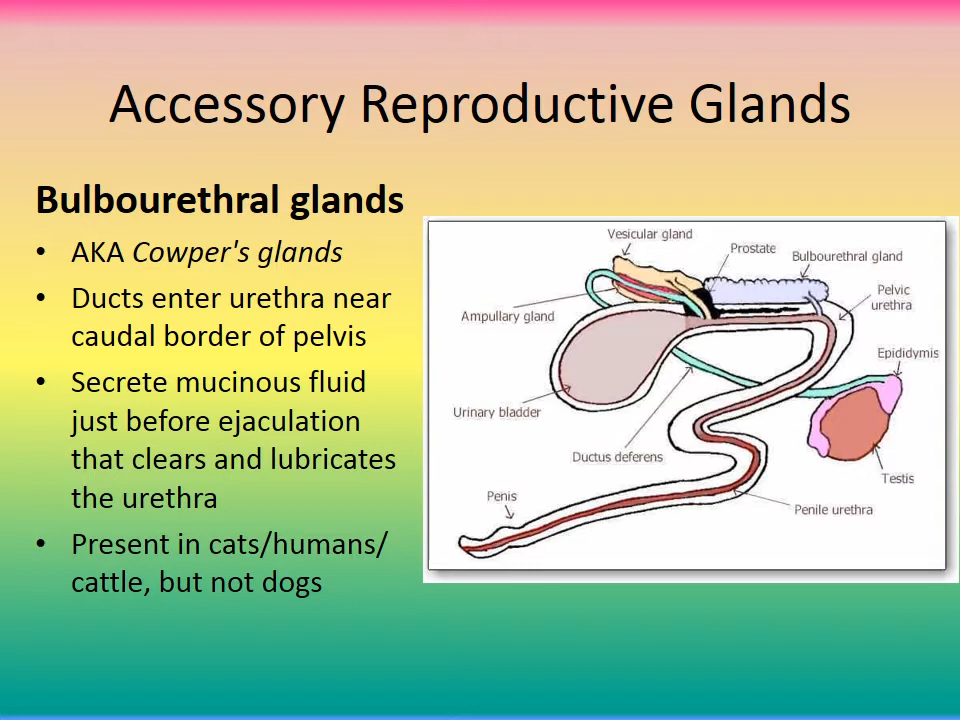 Accessory Reproductive Glands
Bulbourethral glands
• AKA Cowper's glands
• Ducts enter urethra near
caudal border of pelvis
• Secrete mucinous fluid
just before ejaculation
that clears and lubricates
the urethra
• Present in cats/humans/
cattle, but not dogs
Vesicular gland
Prostate
Bulbourethral gland
Pelvic
urethra
Ampullary gland
Epididymis
Urinary bladder
Ductus deferens
Testis
Penis
Penile urethra